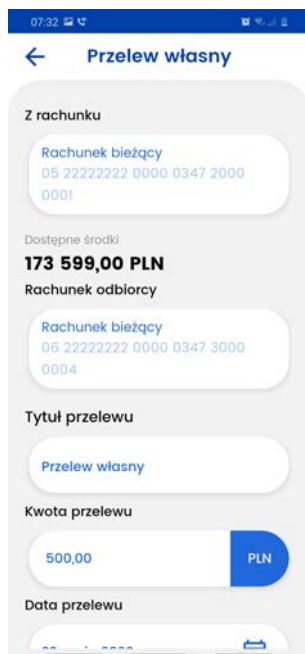 07:32
Przelew własny
Z rachunku
Rachunek bieżący
05 22222222 0000 0347 2000
0001
Dostępne środki
173 599,00 PLN
Rachunek odbiorcy
Rachunek bieżący
06 22222222 0000 0347 3000
0004
Tytuł przelewu
Przelew własny
Kwota przelewu
500,00 PLN
Data przelewu